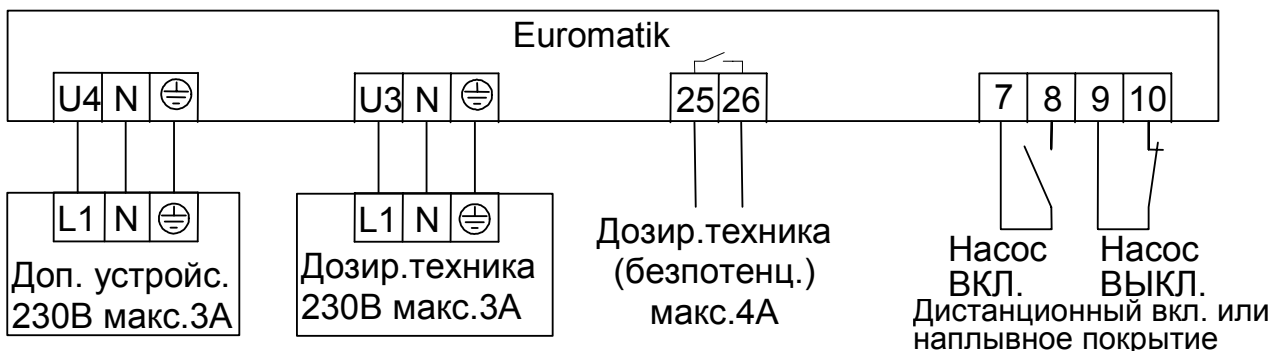 Euromatik
U4 N
U3 N
25 26
7 8 9 10
L1 N
L1 N
Доп. устройс.
230В макс.3А
Дозир.техника
230В макс.3А
Дозир.техника
(безпотенц.)
макс.4А
Насос
ВКЛ.
Насос
ВЫКЛ.
Дистанционный вкл. или
наплывное покрытие